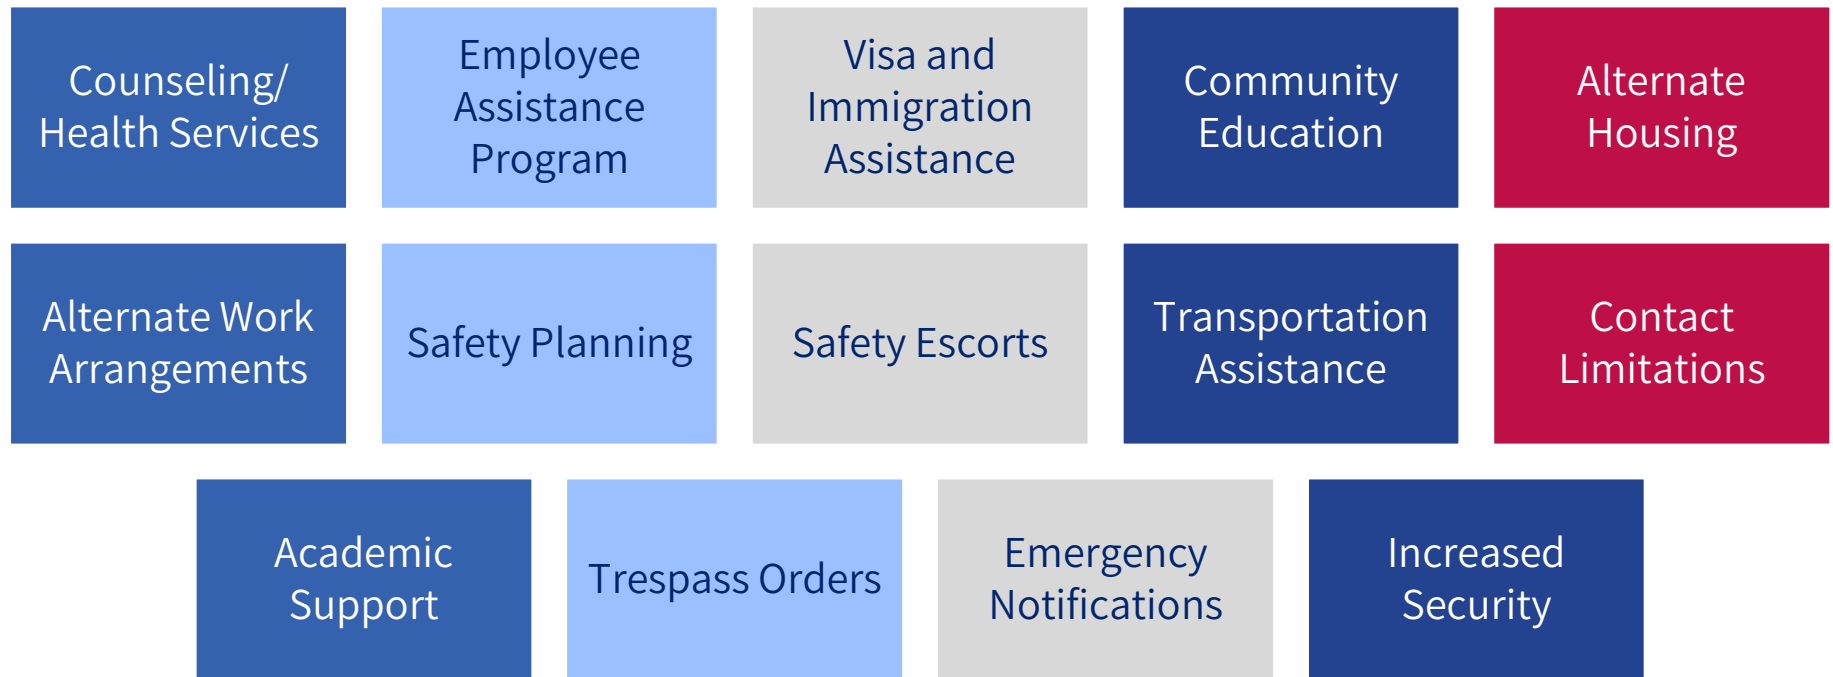 Counseling/
Health Services
Employee
Assistance
Program
Visa and
Immigration
Assistance
Community
Education
Alternate
Housing
Alternate Work
Arrangements
Safety Planning
Safety Escorts
Transportation
Assistance
Contact
Limitations
Academic
Support
Trespass Orders
Emergency
Notifications
Increased
Security